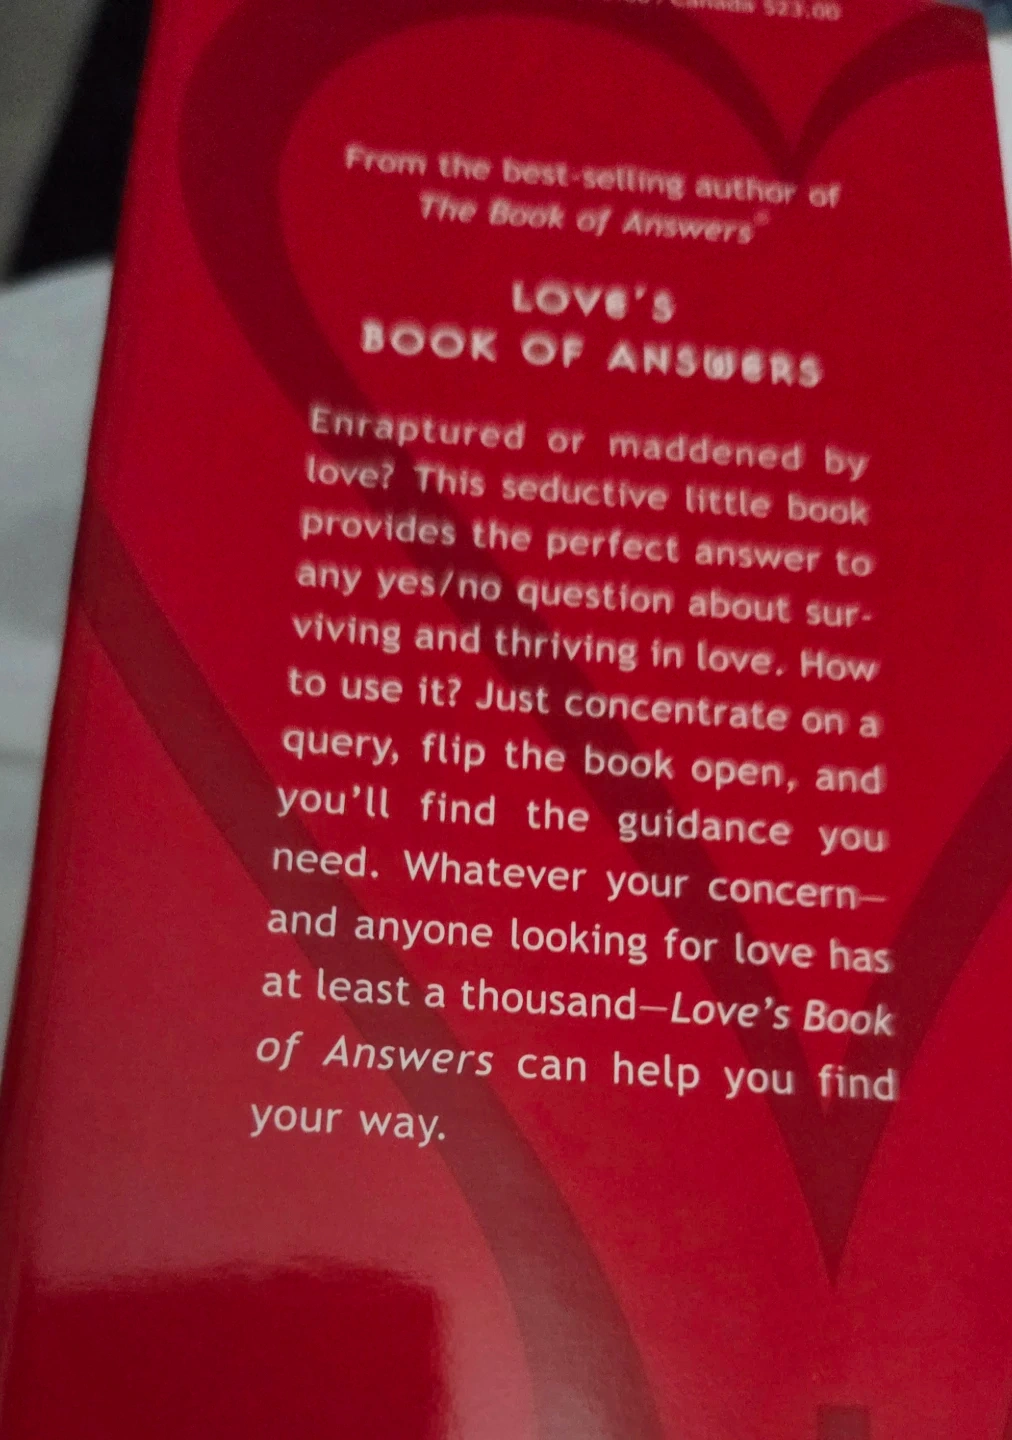 Canada $23.00
From the best-selling author of
The Book of Answers®
LOVE'S
BOOK OF ANSWERS
Enraptured or maddened by
love? This seductive little book
provides the perfect answer to
any yes/no question about sur-
viving and thriving in love. How
to use it? Just concentrate on a
query, flip the book open, and
you'll find the guidance you
need. Whatever your concern—
and anyone looking for love has
at least a thousand—Love's Book
of Answers can help you find
your way.